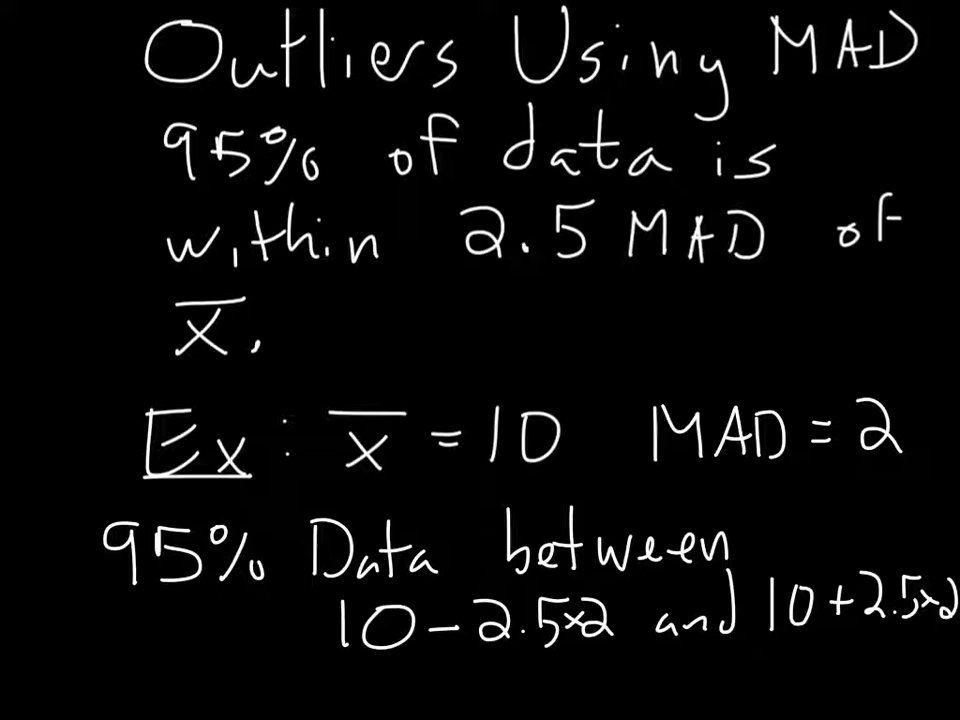 Outliers Using MAD
95% of data is
within 2.5 MAD of
x̅.
Ex: x̅ = 10 MAD = 2
95% Data between
10 - 2.5×2 and 10 + 2.5×2